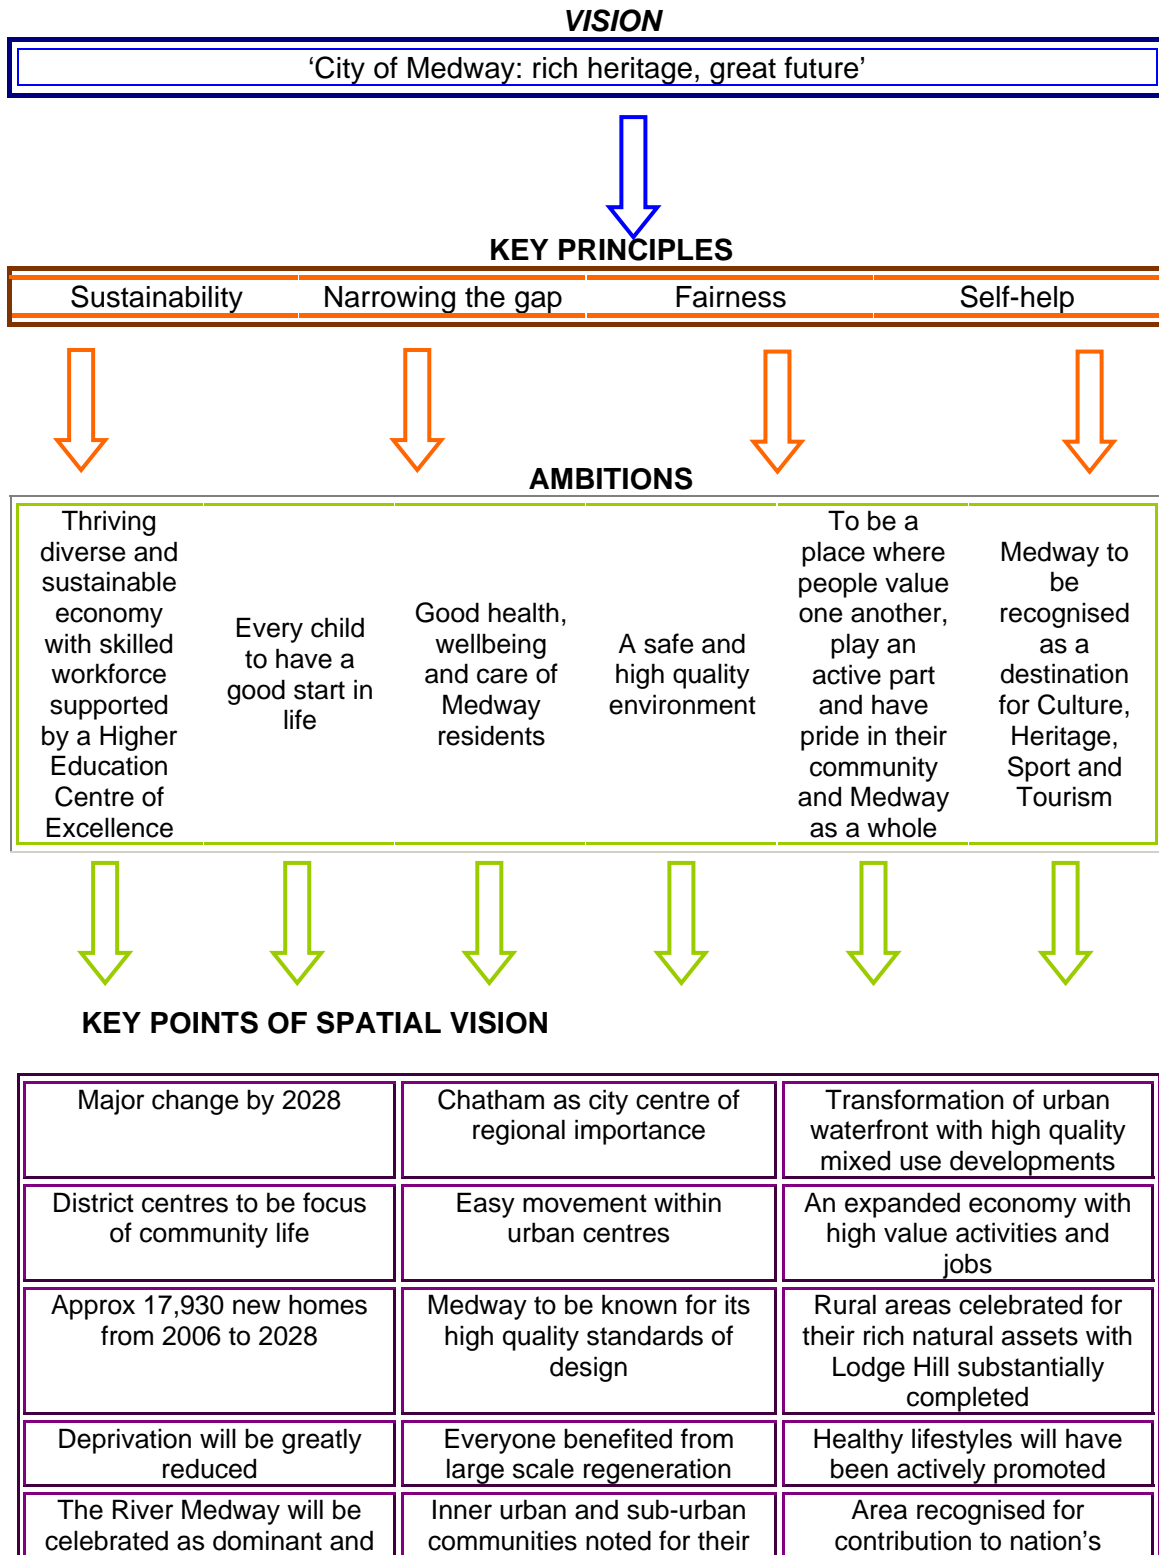 VISION
‘City of Medway: rich heritage, great future’
KEY PRINCIPLES
Sustainability
Narrowing the gap
Fairness
Self-help
AMBITIONS
Thriving
diverse and
sustainable
economy
with skilled
workforce
supported
by a Higher
Education
Centre of
Excellence
Every child
to have a
good start in
life
Good health,
wellbeing
and care of
Medway
residents
A safe and
high quality
environment
To be a
place where
people value
one another,
play an
active part
and have
pride in their
community
and Medway
as a whole
Medway to
be
recognised
as a
destination
for Culture,
Heritage,
Sport and
Tourism
KEY POINTS OF SPATIAL VISION
Major change by 2028
Chatham as city centre of
regional importance
Transformation of urban
waterfront with high quality
mixed use developments
District centres to be focus
of community life
Easy movement within
urban centres
An expanded economy with
high value activities and
jobs
Approx 17,930 new homes
from 2006 to 2028
Medway to be known for its
high quality standards of
design
Rural areas celebrated for
their rich natural assets with
Lodge Hill substantially
completed
Deprivation will be greatly
reduced
Everyone benefited from
large scale regeneration
Healthy lifestyles will have
been actively promoted
The River Medway will be
celebrated as dominant and
Inner urban and sub-urban
communities noted for their
Area recognised for
contribution to nation’s